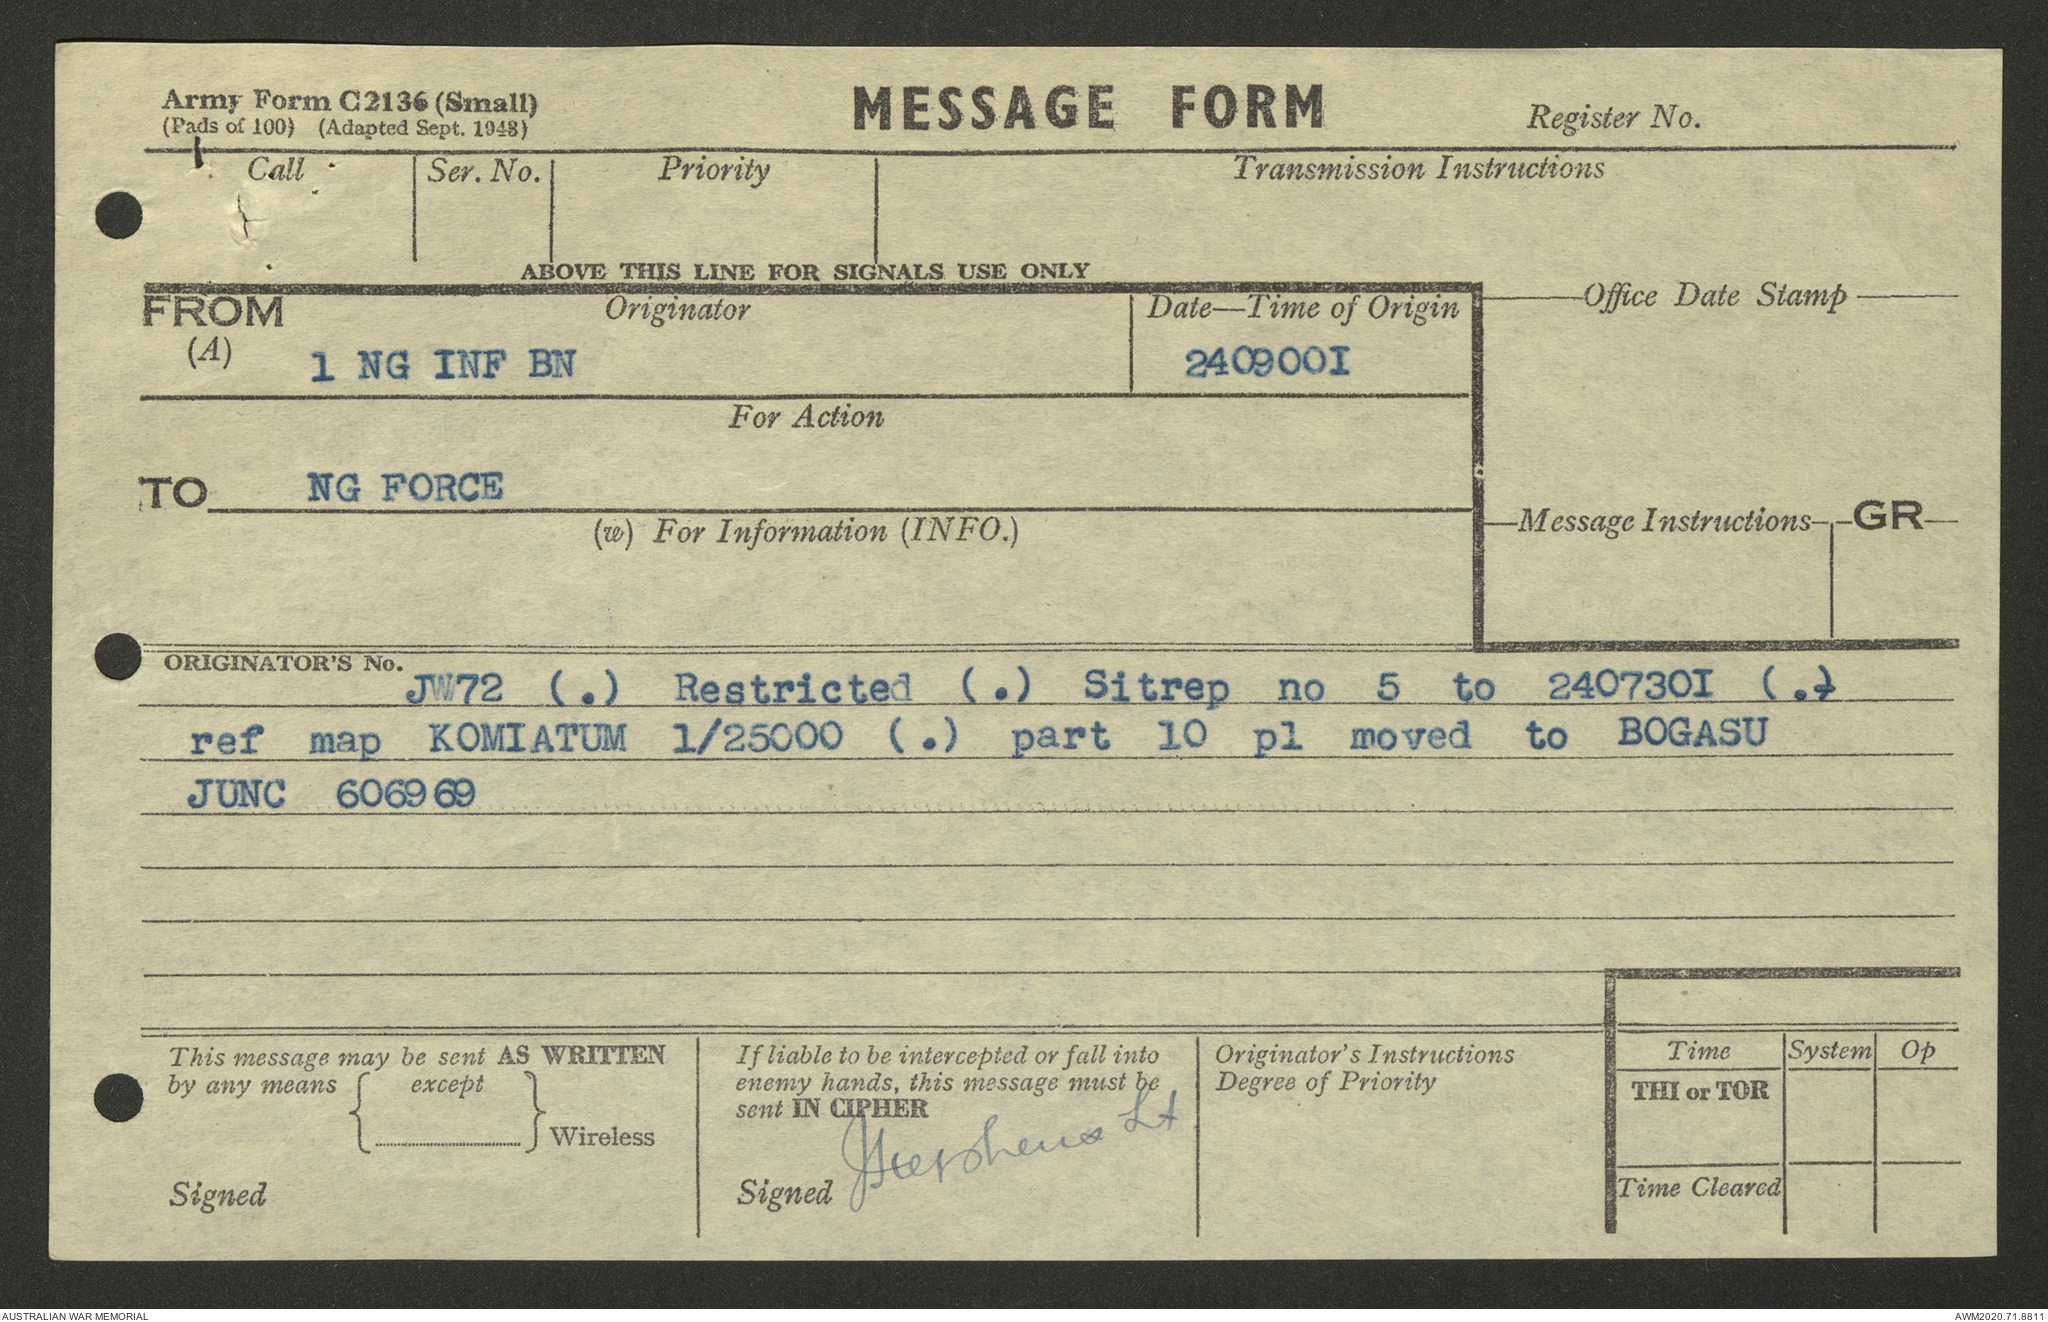 Army Form C2136 (Small)
(Pads of 100) (Adapted Sept. 1943)
MESSAGE FORM
Register No.
Call
Ser. No.
Priority
Transmission Instructions
ABOVE THIS LINE FOR SIGNALS USE ONLY
FROM
(A)
Originator
1 NG INF BN
Date—Time of Origin
240900I
Office Date Stamp
For Action
TO
NG FORCE
(w) For Information (INFO.)
Message Instructions
GR
ORIGINATOR'S No.
JW72 (.) Restricted (.) Sitrep no 5 to 240730I (.)
ref map KOMIATUM 1/25000 (.) part 10 pl moved to BOGASU
JUNC 606969
This message may be sent AS WRITTEN
by any means { except
} Wireless
Signed
If liable to be intercepted or fall into
enemy hands, this message must be
sent IN CIPHER
Signed
JStephens Lt
Originator's Instructions
Degree of Priority
Time
System
Op
THI or TOR
Time Cleared
AUSTRALIAN WAR MEMORIAL
AWM2020.71.8811